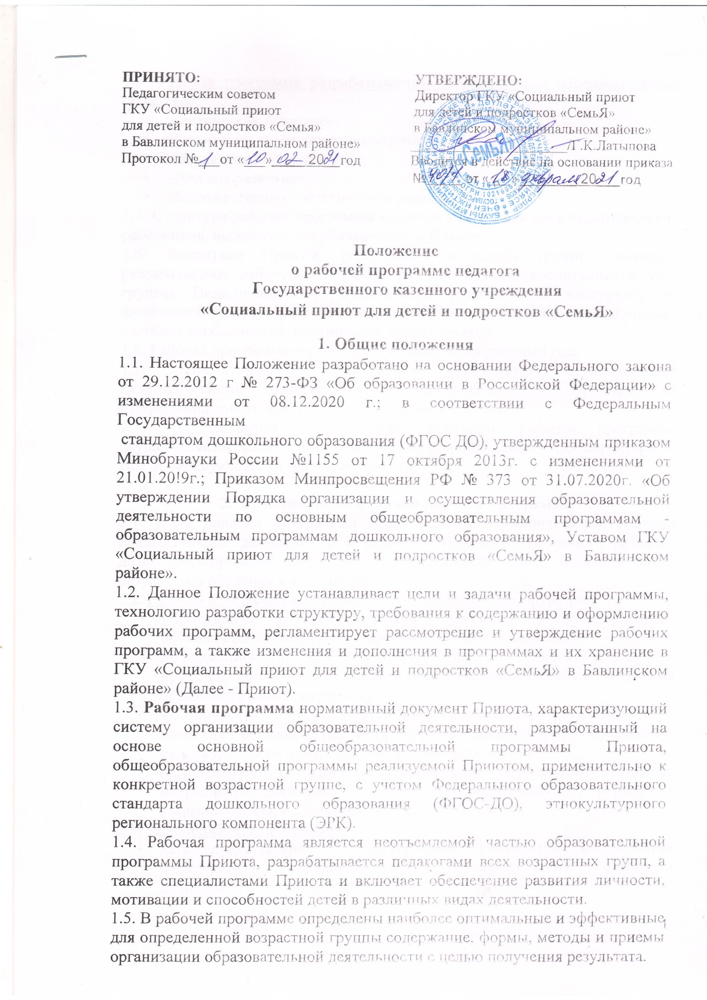 ПРИНЯТО:
Педагогическим советом
ГКУ «Социальный приют
для детей и подростков «Семья»
в Бавлинском муниципальном районе»
Протокол № 1 от «10» 02 2021 год
УТВЕРЖДЕНО:
Директор ГКУ «Социальный приют
для детей и подростков «СемьЯ»
в Бавлинском муниципальном районе»
/Г.К.Латыпова
Вводится в действие на основании приказа
№ от «18» февраля 2021 год
«СемьЯ»
Положение
о рабочей программе педагога
Государственного казенного учреждения
«Социальный приют для детей и подростков «СемьЯ»
1. Общие положения
1.1. Настоящее Положение разработано на основании Федерального закона
от 29.12.2012 г № 273-ФЗ «Об образовании в Российской Федерации» с
изменениями от 08.12.2020 г.; в соответствии с Федеральным
Государственным
стандартом дошкольного образования (ФГОС ДО), утвержденным приказом
Минобрнауки России №1155 от 17 октября 2013г. с изменениями от
21.01.20!9г.; Приказом Минпросвещения РФ № 373 от 31.07.2020г. «Об
утверждении Порядка организации и осуществления образовательной
деятельности по основным общеобразовательным программам -
образовательным программам дошкольного образования», Уставом ГКУ
«Социальный приют для детей и подростков «СемьЯ» в Бавлинском
районе».
1.2. Данное Положение устанавливает цели и задачи рабочей программы,
технологию разработки структуру, требования к содержанию и оформлению
рабочих программ, регламентирует рассмотрение и утверждение рабочих
программ, а также изменения и дополнения в программах и их хранение в
ГКУ «Социальный приют для детей и подростков «СемьЯ» в Бавлинском
районе» (Далее - Приют).
1.3. Рабочая программа нормативный документ Приюта, характеризующий
систему организации образовательной деятельности, разработанный на
основе основной общеобразовательной программы Приюта,
общеобразовательной программы реализуемой Приютом, применительно к
конкретной возрастной группе, с учетом Федерального образовательного
стандарта дошкольного образования (ФГОС-ДО), этнокультурного
регионального компонента (ЭРК).
1.4. Рабочая программа является неотъемлемой частью образовательной
программы Приюта, разрабатывается педагогами всех возрастных групп, а
также специалистами Приюта и включает обеспечение развития личности,
мотивации и способностей детей в различных видах деятельности.
1.5. В рабочей программе определены наиболее оптимальные и эффективные
для определенной возрастной группы содержание, формы, методы и приемы
организации образовательной деятельности с целью получения результата.